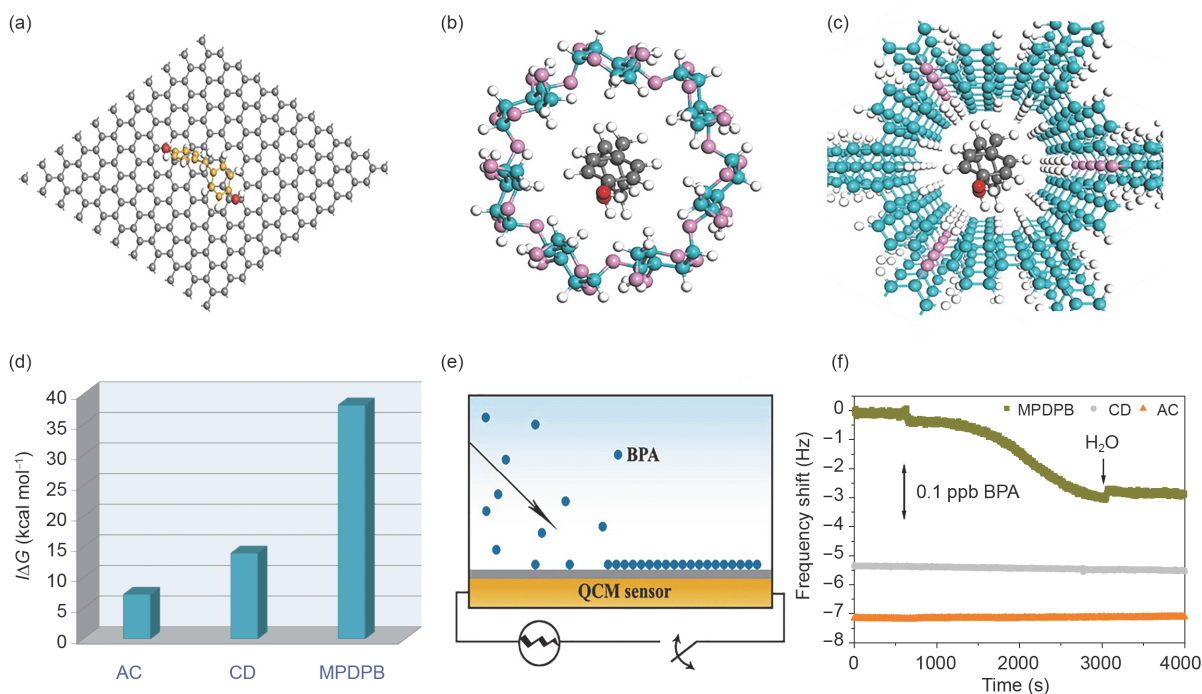 (a)
(b)
(c)
(d)
IΔG (kcal mol⁻¹)
40
35
30
25
20
15
10
5
0
AC
CD
MPDPB
(e)
BPA
QCM sensor
(f)
Frequency shift (Hz)
0
−1
−2
−3
−4
−5
−6
−7
−8
MPDPB CD AC
H₂O
0.1 ppb BPA
0 1000 2000 3000 4000
Time (s)